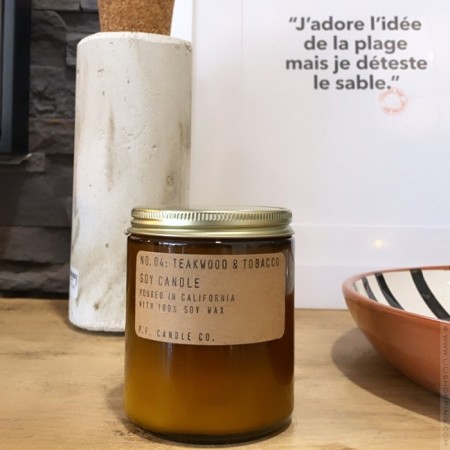 “J’adore l’idée
de la plage
mais je déteste
le sable.”
NO. 04: TEAKWOOD & TOBACCO
SOY CANDLE
POURED IN CALIFORNIA
WITH 100% SOY WAX
P.F. CANDLE CO.